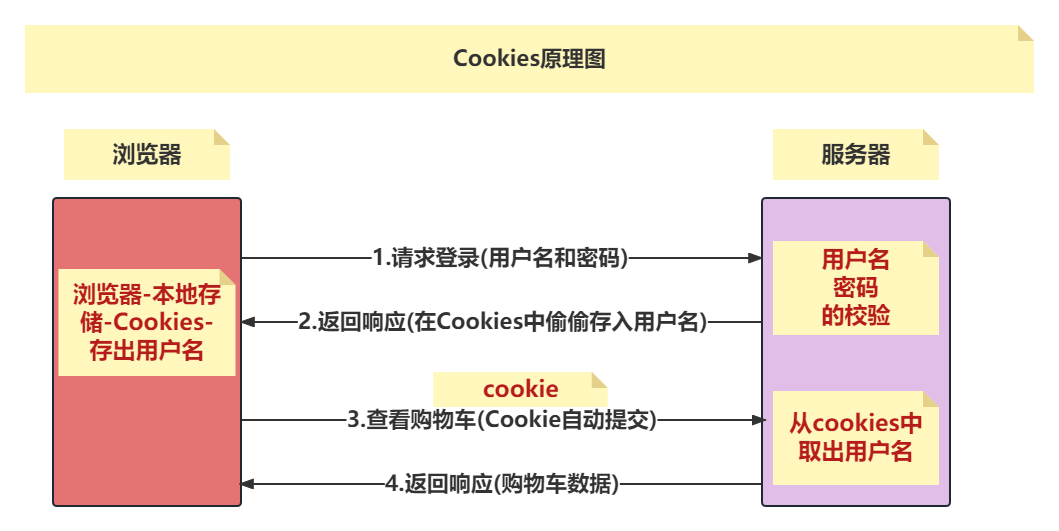 Cookies原理图
浏览器
服务器
1.请求登录(用户名和密码)
用户名
密码
的校验
浏览器-本地存
储-Cookies-
存出用户名
2.返回响应(在Cookies中偷偷存入用户名)
cookie
3.查看购物车(Cookie自动提交)
从cookies中
取出用户名
4.返回响应(购物车数据)